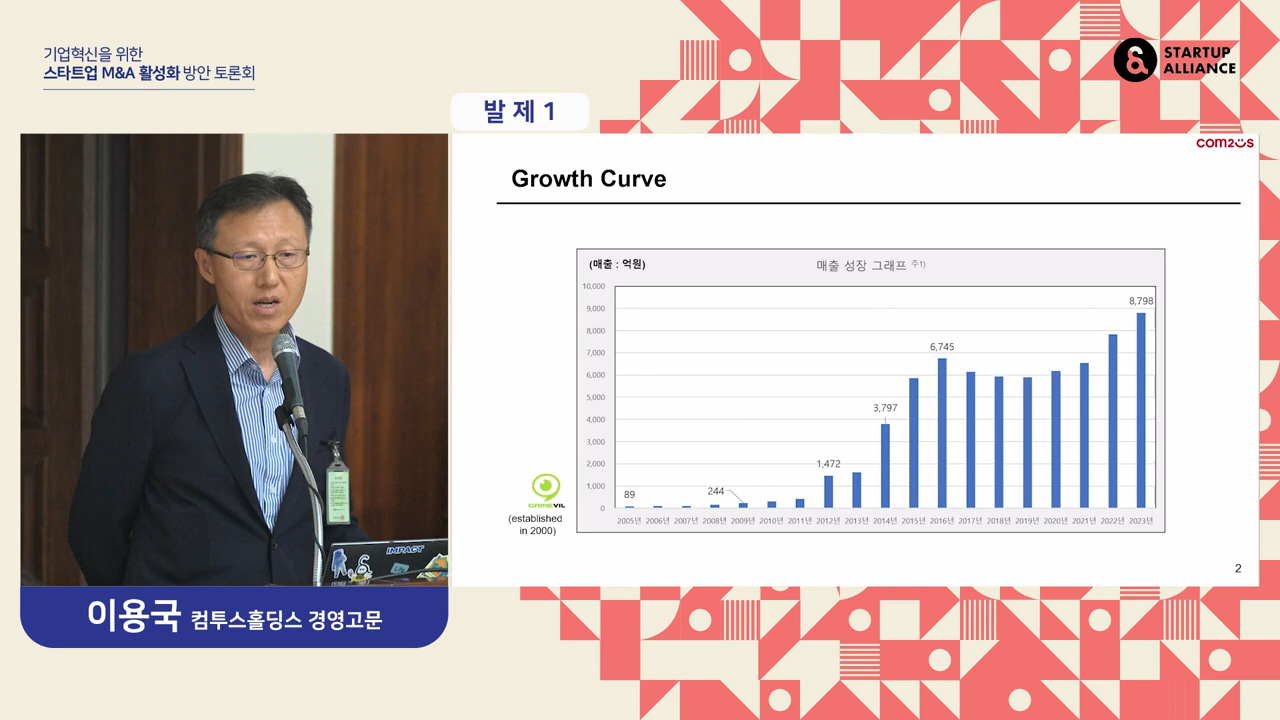 기업혁신을 위한
스타트업 M&A 활성화 방안 토론회
STARTUP
ALLIANCE
발 제 1
com2us
Growth Curve
(매출 : 억원)
매출 성장 그래프 주1)
10,000
9,000
8,000
7,000
6,000
5,000
4,000
3,000
2,000
1,000
0
89
244
1,472
3,797
6,745
8,798
2005년 2006년 2007년 2008년 2009년 2010년 2011년 2012년 2013년 2014년 2015년 2016년 2017년 2018년 2019년 2020년 2021년 2022년 2023년
GAMEVIL
(established
in 2000)
2
IMPACT
이용국 컴투스홀딩스 경영고문